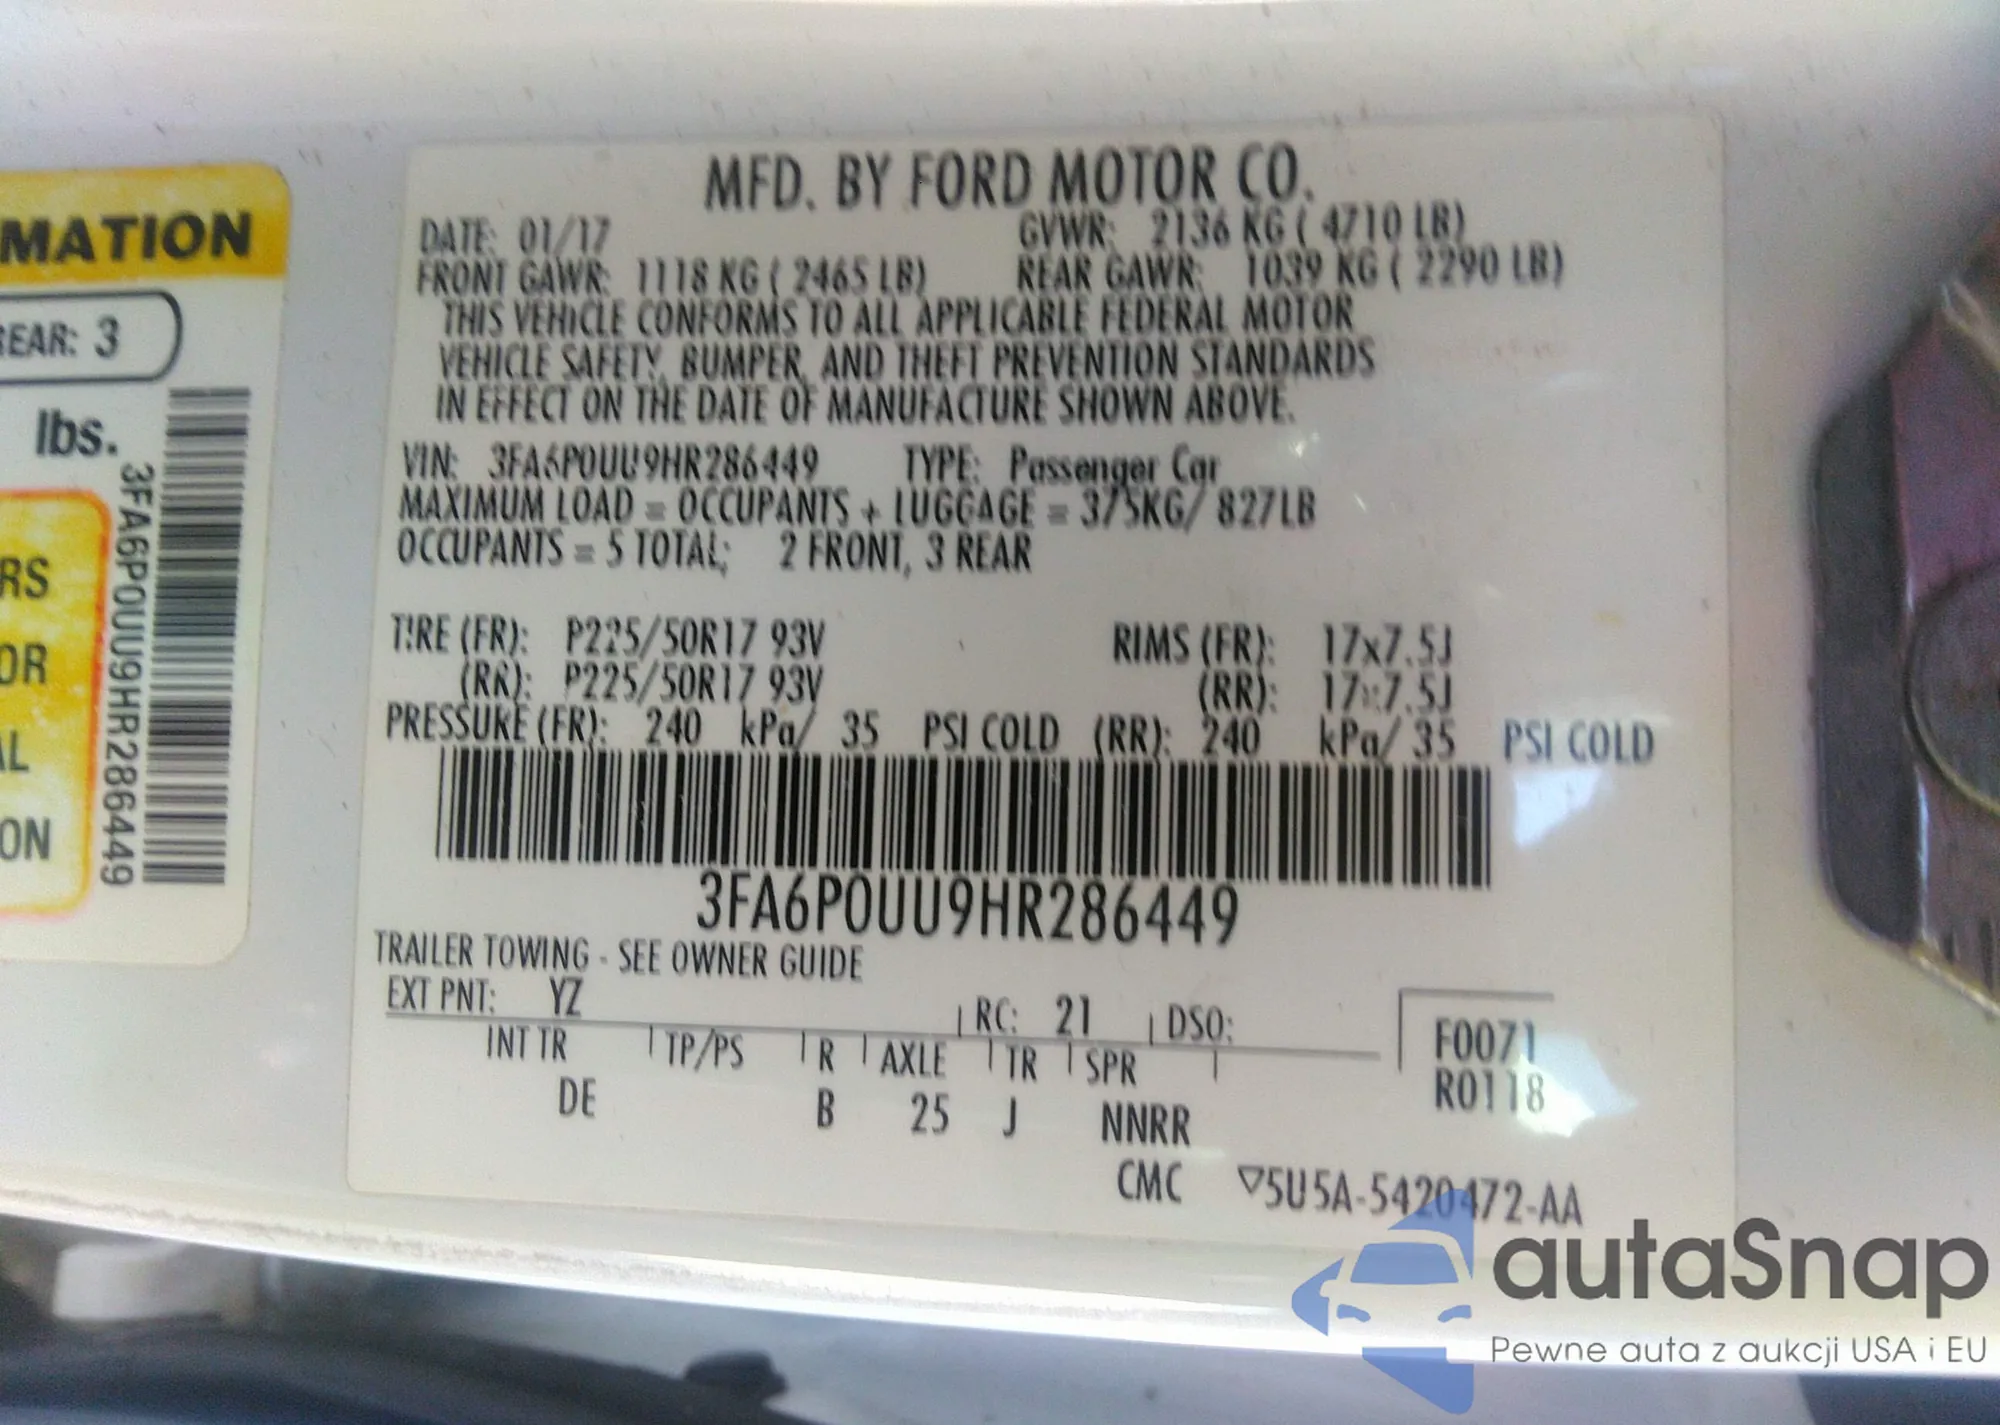 MATION
REAR: 3
lbs.
3FA6P0UU9HR286449
RS
OR
AL
ON
MFD. BY FORD MOTOR CO.
DATE: 01/17 GVWR: 2136 KG ( 4710 LB)
FRONT GAWR: 1118 KG ( 2465 LB) REAR GAWR: 1039 KG ( 2290 LB)
THIS VEHICLE CONFORMS TO ALL APPLICABLE FEDERAL MOTOR
VEHICLE SAFETY, BUMPER, AND THEFT PREVENTION STANDARDS
IN EFFECT ON THE DATE OF MANUFACTURE SHOWN ABOVE.
VIN: 3FA6P0UU9HR286449 TYPE: Passenger Car
MAXIMUM LOAD = OCCUPANTS + LUGGAGE = 375KG/ 827LB
OCCUPANTS = 5 TOTAL; 2 FRONT, 3 REAR
TIRE (FR): P225/50R17 93V RIMS (FR): 17x7.5J
(RR): P225/50R17 93V (RR): 17x7.5J
PRESSURE (FR): 240 kPa/ 35 PSI COLD (RR): 240 kPa/ 35 PSI COLD
3FA6P0UU9HR286449
TRAILER TOWING - SEE OWNER GUIDE
EXT PNT: YZ RC: 21 DSO:
INT TR TP/PS R AXLE TR SPR
DE B 25 J NNRR
F0071
R0118
CMC ▽5U5A-5420472-AA
autaSnap
Pewne auta z aukcji USA i EU